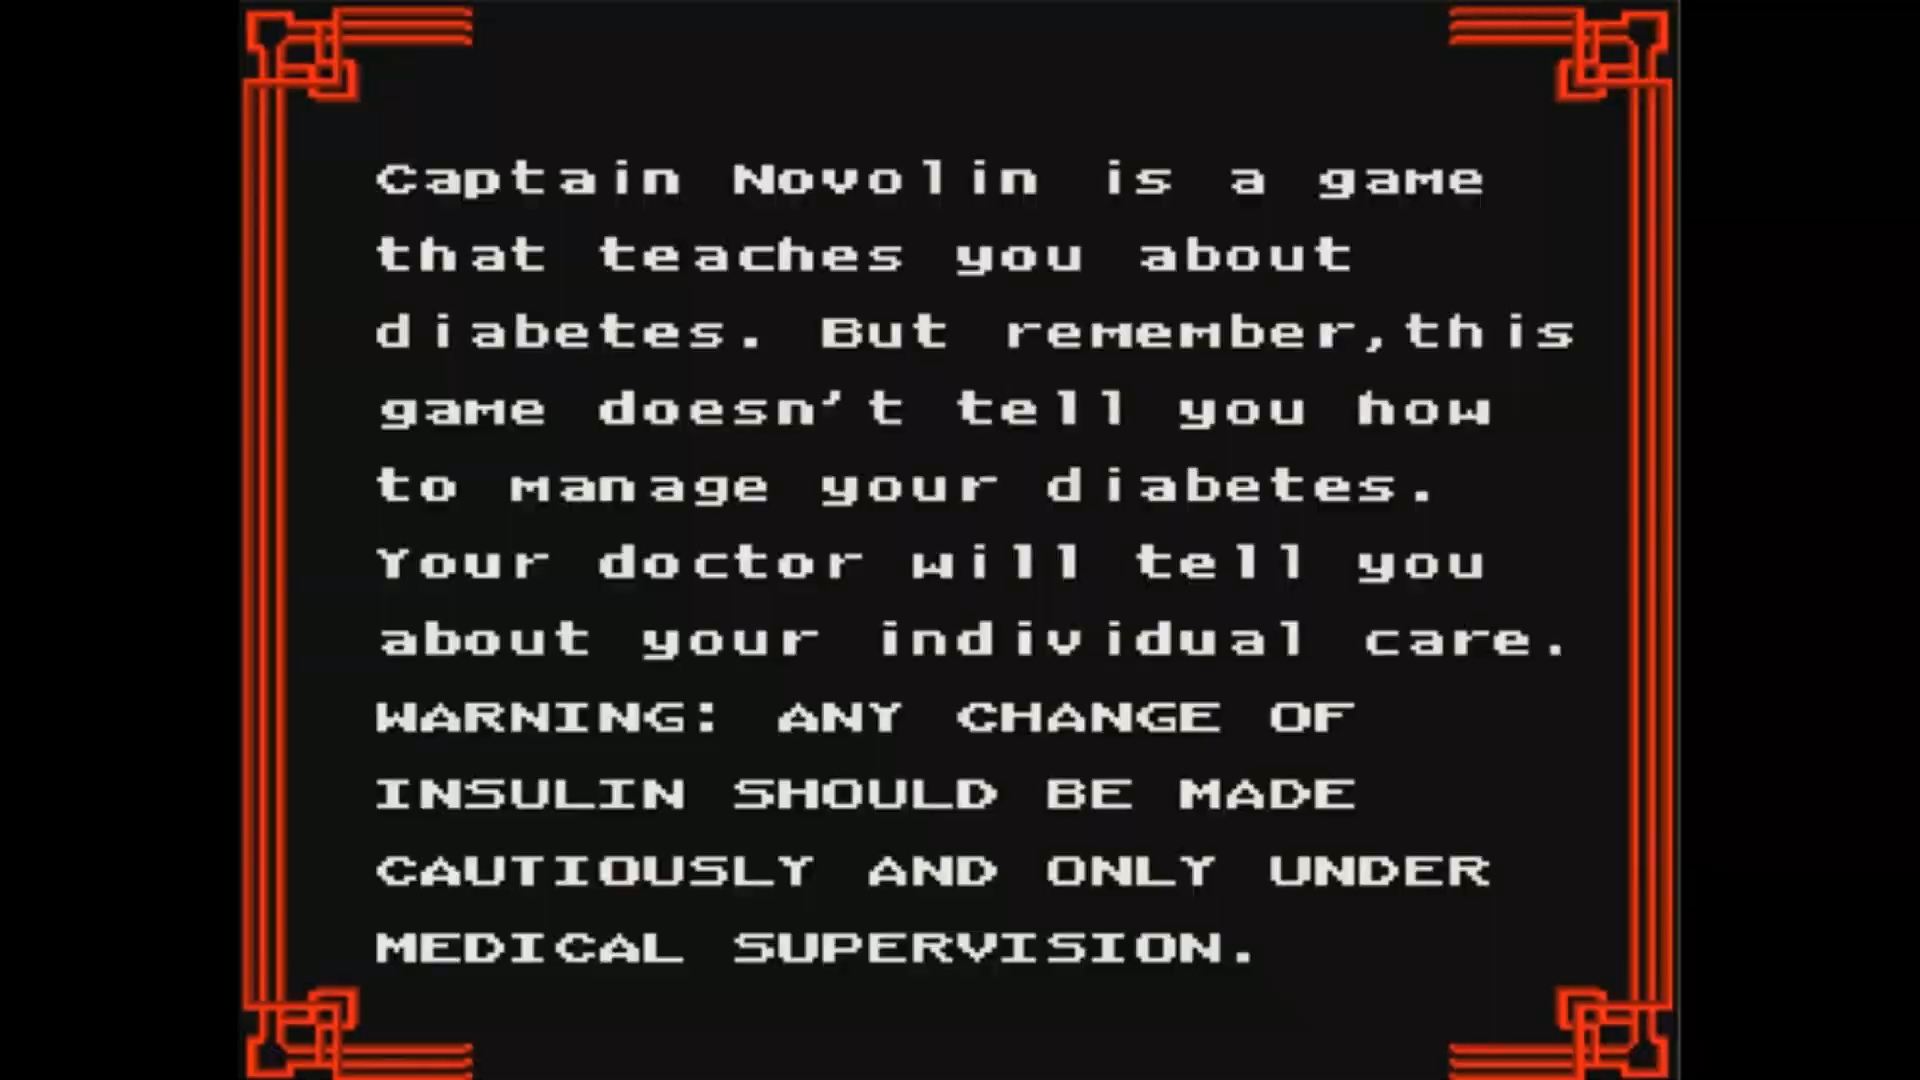 Captain Novolin is a game
that teaches you about
diabetes. But remember,this
game doesn't tell you how
to manage your diabetes.
Your doctor will tell you
about your individual care.
WARNING: ANY CHANGE OF
INSULIN SHOULD BE MADE
CAUTIOUSLY AND ONLY UNDER
MEDICAL SUPERVISION.